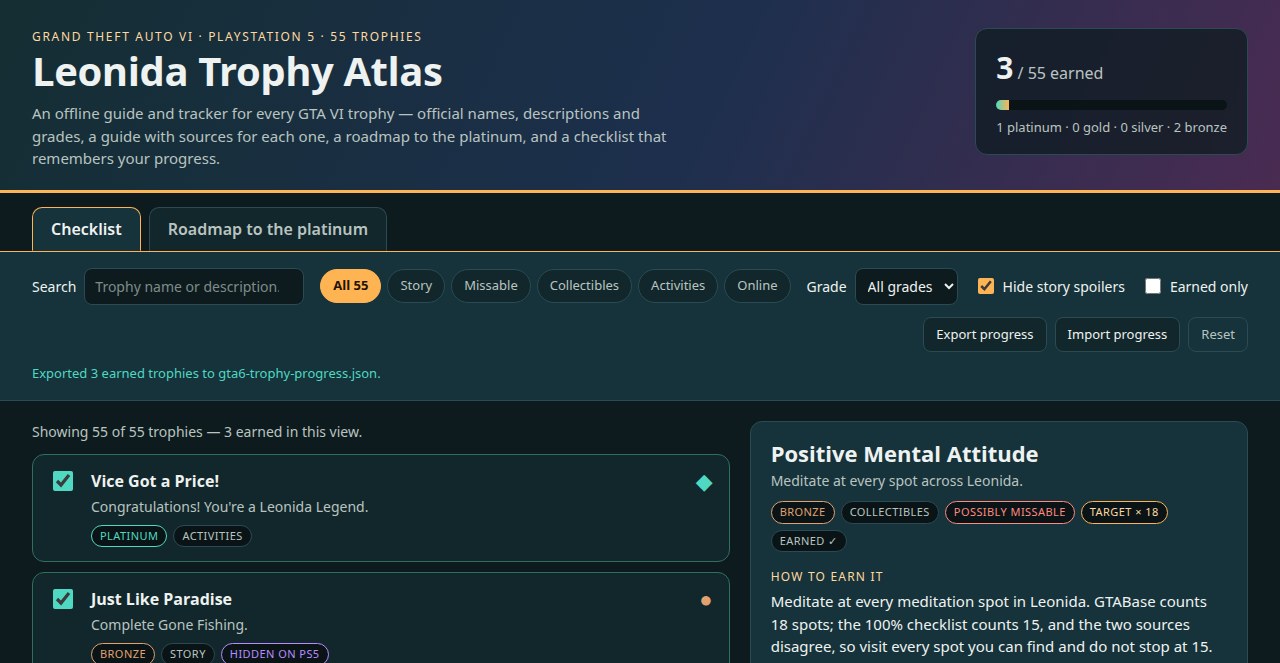 GRAND THEFT AUTO VI · PLAYSTATION 5 · 55 TROPHIES
Leonida Trophy Atlas
An offline guide and tracker for every GTA VI trophy — official names, descriptions and
grades, a guide with sources for each one, a roadmap to the platinum, and a checklist that
remembers your progress.
3 / 55 earned
1 platinum · 0 gold · 0 silver · 2 bronze
Checklist
Roadmap to the platinum
Search
Trophy name or description.
All 55
Story
Missable
Collectibles
Activities
Online
Grade
All grades
Hide story spoilers
Earned only
Export progress
Import progress
Reset
Exported 3 earned trophies to gta6-trophy-progress.json.
Showing 55 of 55 trophies — 3 earned in this view.
Vice Got a Price!
Congratulations! You're a Leonida Legend.
PLATINUM
ACTIVITIES
Just Like Paradise
Complete Gone Fishing.
BRONZE
STORY
HIDDEN ON PS5
Positive Mental Attitude
Meditate at every spot across Leonida.
BRONZE
COLLECTIBLES
POSSIBLY MISSABLE
TARGET × 18
EARNED ✓
HOW TO EARN IT
Meditate at every meditation spot in Leonida. GTABase counts
18 spots; the 100% checklist counts 15, and the two sources
disagree, so visit every spot you can find and do not stop at 15.